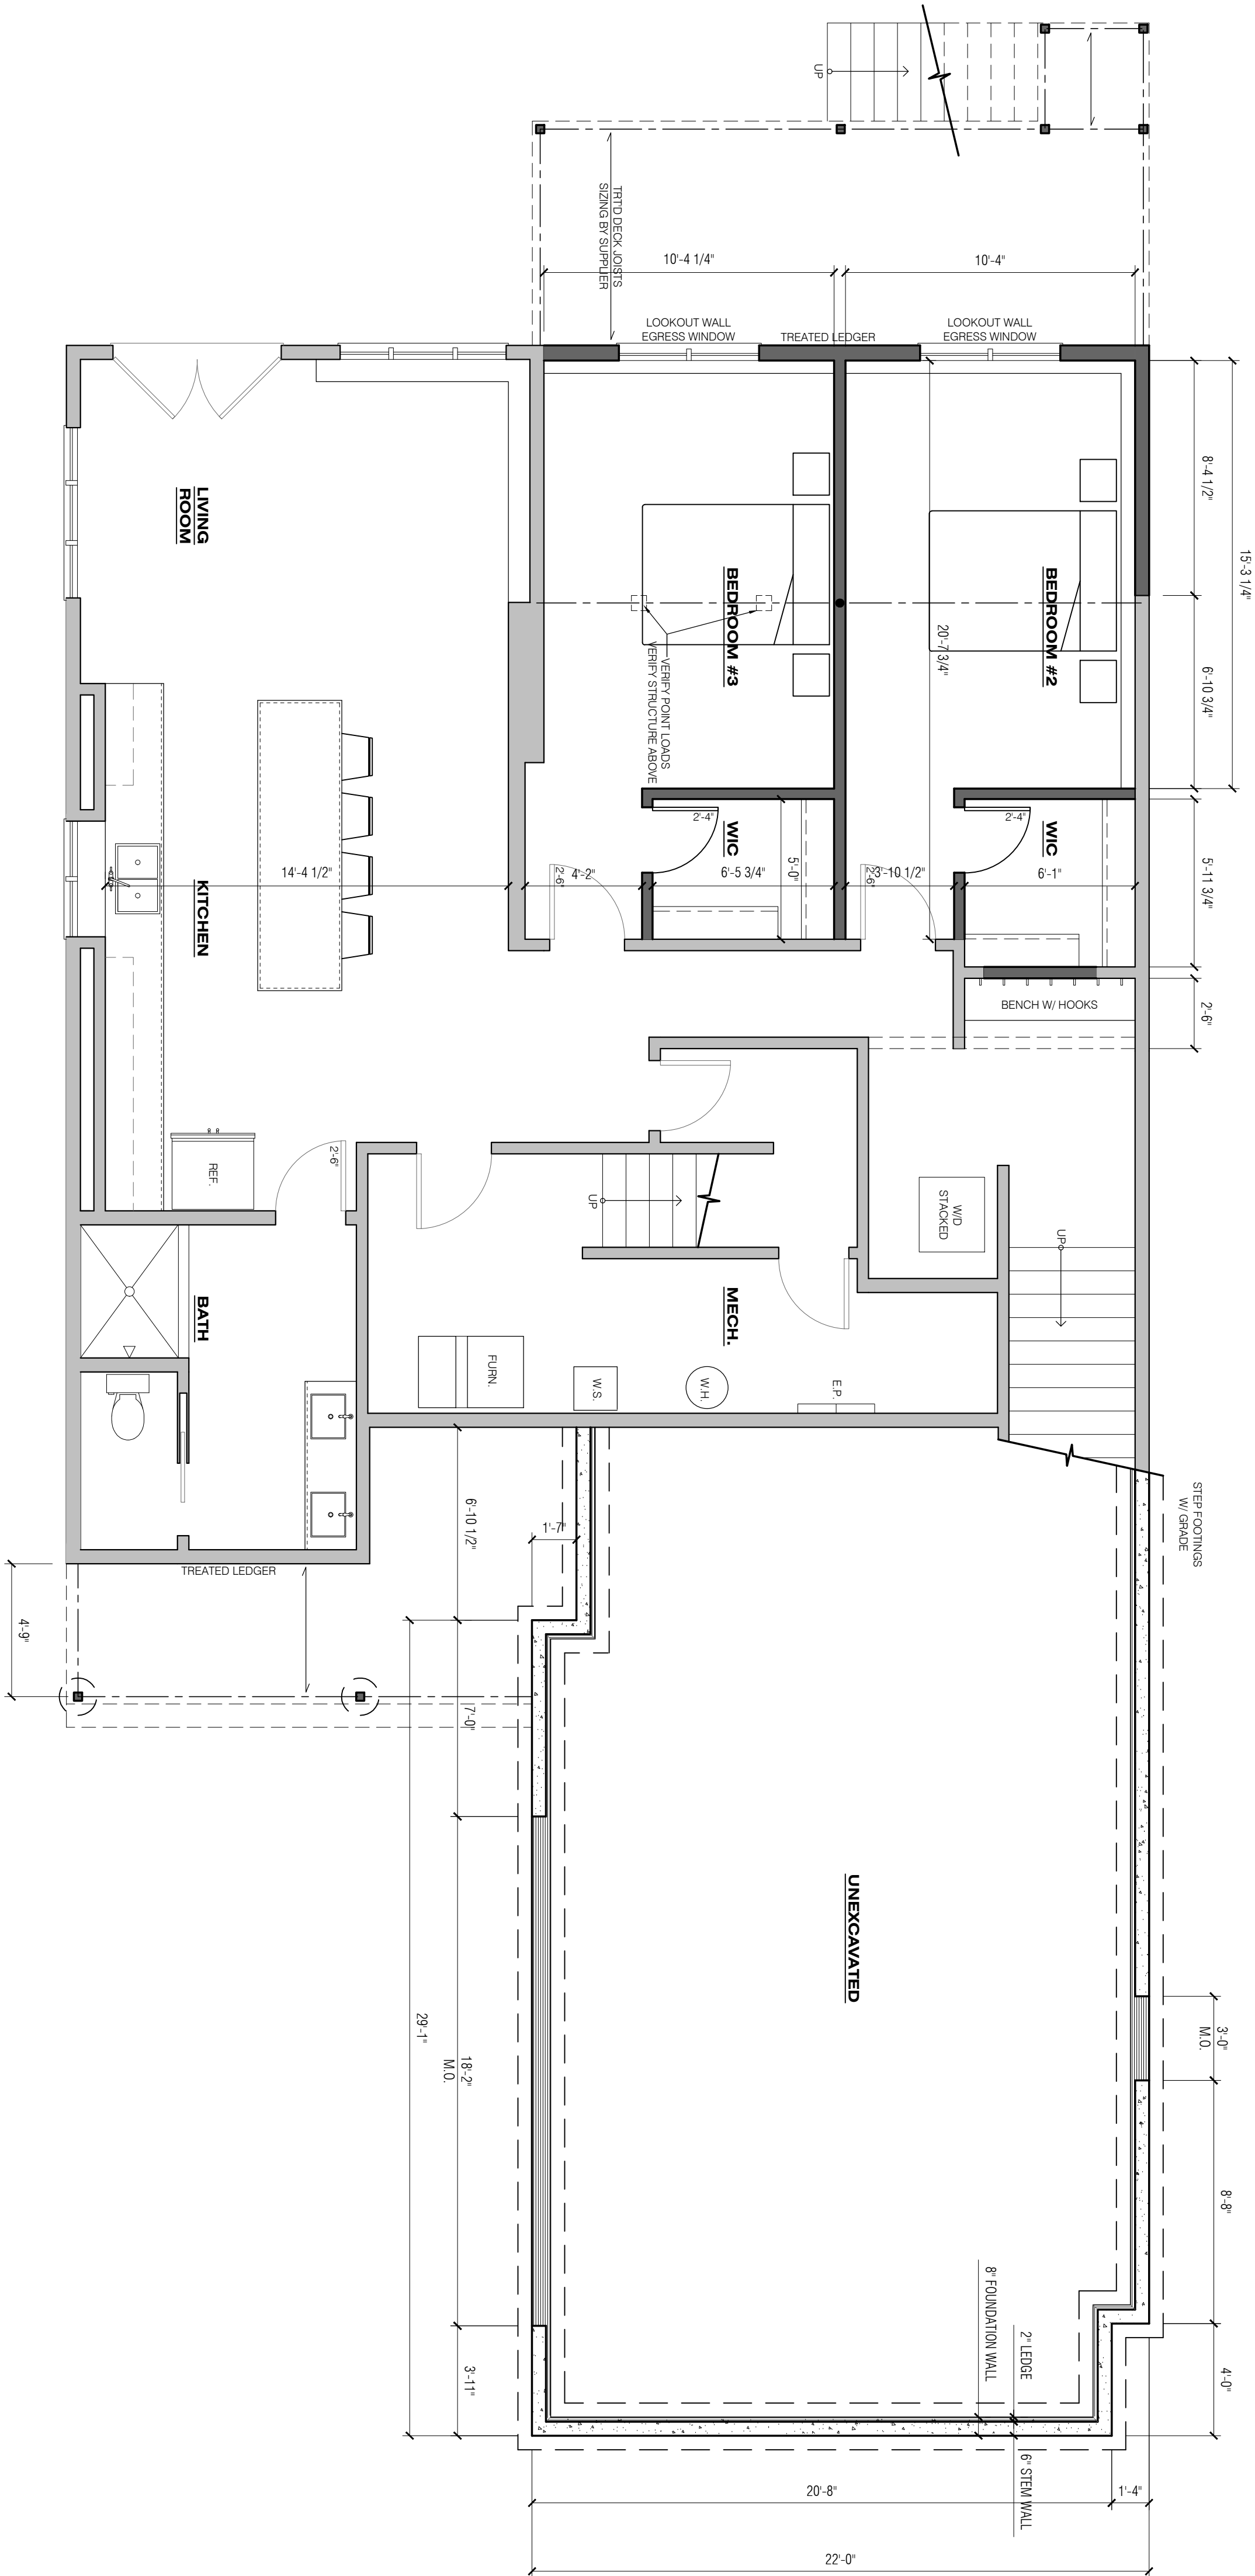 UP
TRT'D DECK JOISTS
SIZING BY SUPPLIER
10'-4 1/4"
10'-4"
LOOKOUT WALL
EGRESS WINDOW
TREATED LEDGER
LOOKOUT WALL
EGRESS WINDOW
8'-4 1/2"
15'-3 1/4"
6'-10 3/4"
5'-11 3/4"
2'-6"
LIVING
ROOM
BEDROOM #3
BEDROOM #2
20'-7 3/4"
VERIFY POINT LOADS
VERIFY STRUCTURE ABOVE
WIC
2'-4"
WIC
2'-4"
14'-4 1/2"
4'-2"
2'-6"
6'-5 3/4"
5'-0"
3'-10 1/2"
2'-6"
6'-1"
KITCHEN
BENCH W/ HOOKS
REF.
2'-6"
UP
W/D
STACKED
UP
BATH
MECH.
FURN.
W.S.
W.H.
E.P.
STEP FOOTINGS
W/ GRADE
6'-10 1/2"
1'-7"
TREATED LEDGER
4'-9"
7'-0"
UNEXCAVATED
29'-1"
18'-2"
M.O.
3'-0"
M.O.
8'-8"
8" FOUNDATION WALL
2" LEDGE
6" STEM WALL
3'-11"
4'-0"
20'-8"
1'-4"
22'-0"